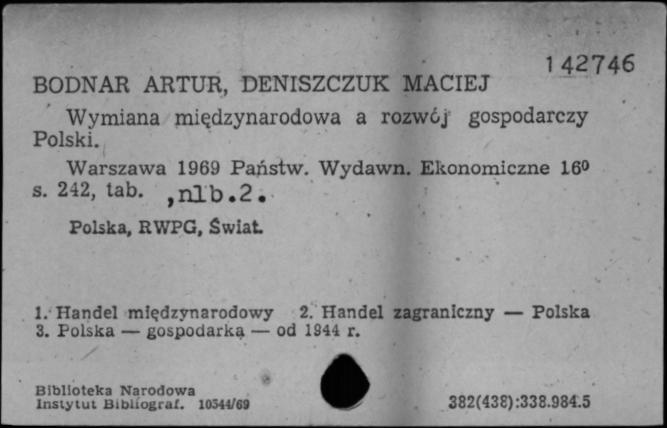 142746
BODNAR ARTUR, DENISZCZUK MACIEJ
Wymiana międzynarodowa a rozwój gospodarczy
Polski.
Warszawa 1969 Państw. Wydawn. Ekonomiczne 16⁰
s. 242, tab. , nlb.2.
Polska, RWPG, Świat.
1. Handel międzynarodowy 2. Handel zagraniczny — Polska
3. Polska — gospodarka — od 1944 r.
Biblioteka Narodowa
Instytut Bibliograf. 10544/69
382(438):338.984.5